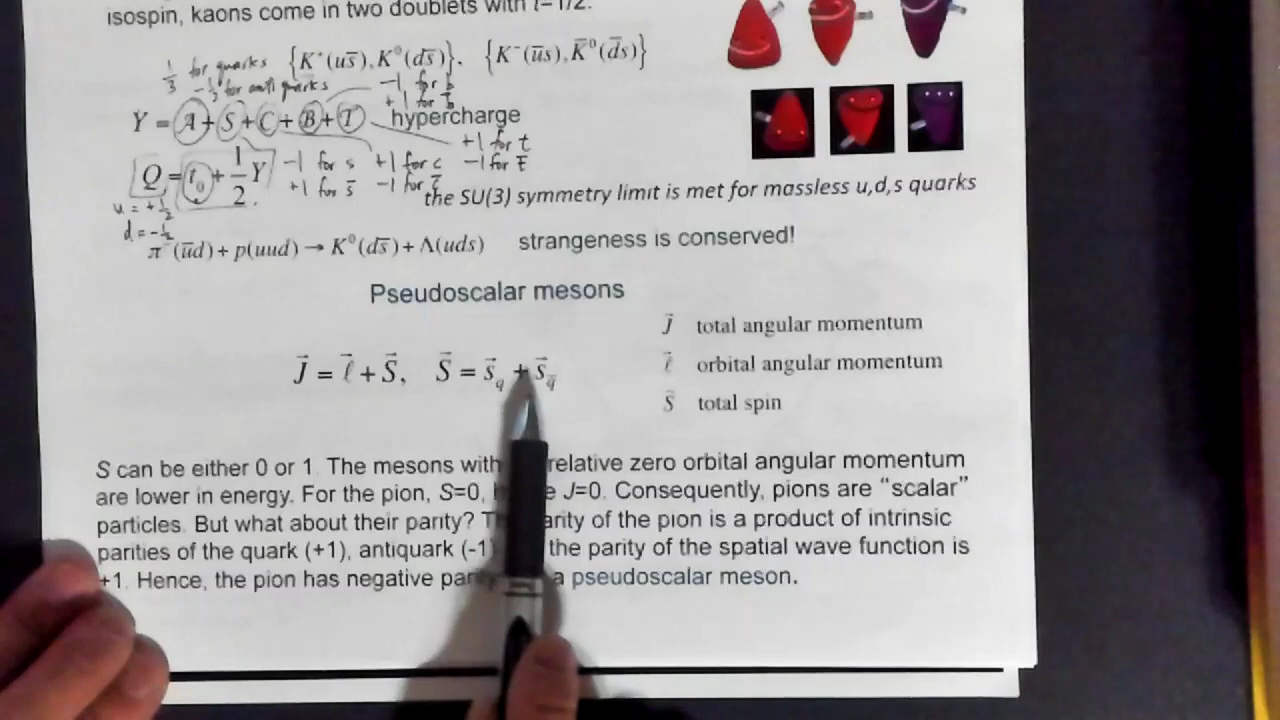 isospin, kaons come in two doublets with t=1/2.
1/3 for quarks {K⁺(us̄),K⁰(ds̄)}. {K⁻(ūs),K̄⁰(d̄s)}
-1/3 for anti quarks -1 for b
+1 for b̄
Y = A+S+C+B+T hypercharge
+1 for t
-1 for t̄
Q = t₀ + 1/2 Y -1 for s +1 for c
+1 for s̄ -1 for c̄
the SU(3) symmetry limit is met for massless u,d,s quarks
u = +1/2
d = -1/2
π⁻(ūd)+p(uud)→K⁰(ds̄)+Λ(uds) strangeness is conserved!
Pseudoscalar mesons
J⃗ total angular momentum
J⃗ = ℓ⃗ + S⃗, S⃗ = s⃗q + s⃗q̄
ℓ⃗ orbital angular momentum
S⃗ total spin
S can be either 0 or 1. The mesons with relative zero orbital angular momentum
are lower in energy. For the pion, S=0, J=0. Consequently, pions are “scalar”
particles. But what about their parity? parity of the pion is a product of intrinsic
parities of the quark (+1), antiquark (-1) the parity of the spatial wave function is
+1. Hence, the pion has negative a pseudoscalar meson.